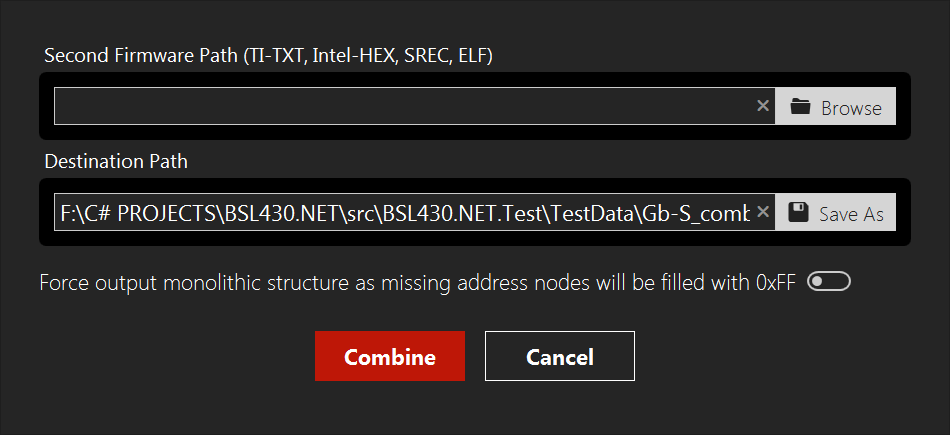 Second Firmware Path (TI-TXT, Intel-HEX, SREC, ELF)
Browse
Destination Path
F:\C# PROJECTS\BSL430.NET\src\BSL430.NET.Test\TestData\Gb-S_comb
Save As
Force output monolithic structure as missing address nodes will be filled with 0xFF
Combine
Cancel